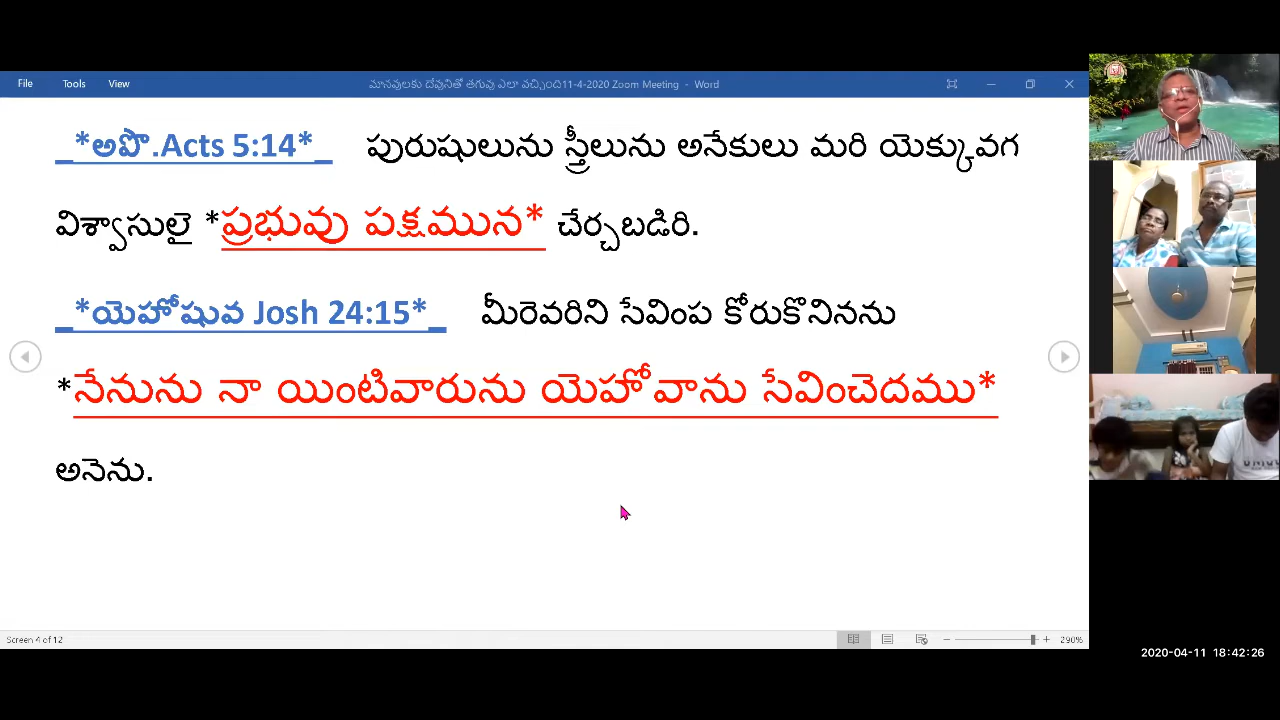 File Tools View మానవులకు దేవునితో తగువు ఎలా వచ్చింది11-4-2020 Zoom Meeting - Word
_*అపొ.Acts 5:14*_ పురుషులును స్త్రీలును అనేకులు మరి యెక్కువగ
విశ్వాసులై *ప్రభువు పక్షమున* చేర్చబడిరి.
_*యెహోషువ Josh 24:15*_ మీరెవరిని సేవింప కోరుకొనినను
*నేనును నా యింటివారును యెహోవాను సేవించెదము*
అనెను.
UNIQUE
Screen 4 of 12
290%
2020-04-11 18:42:26